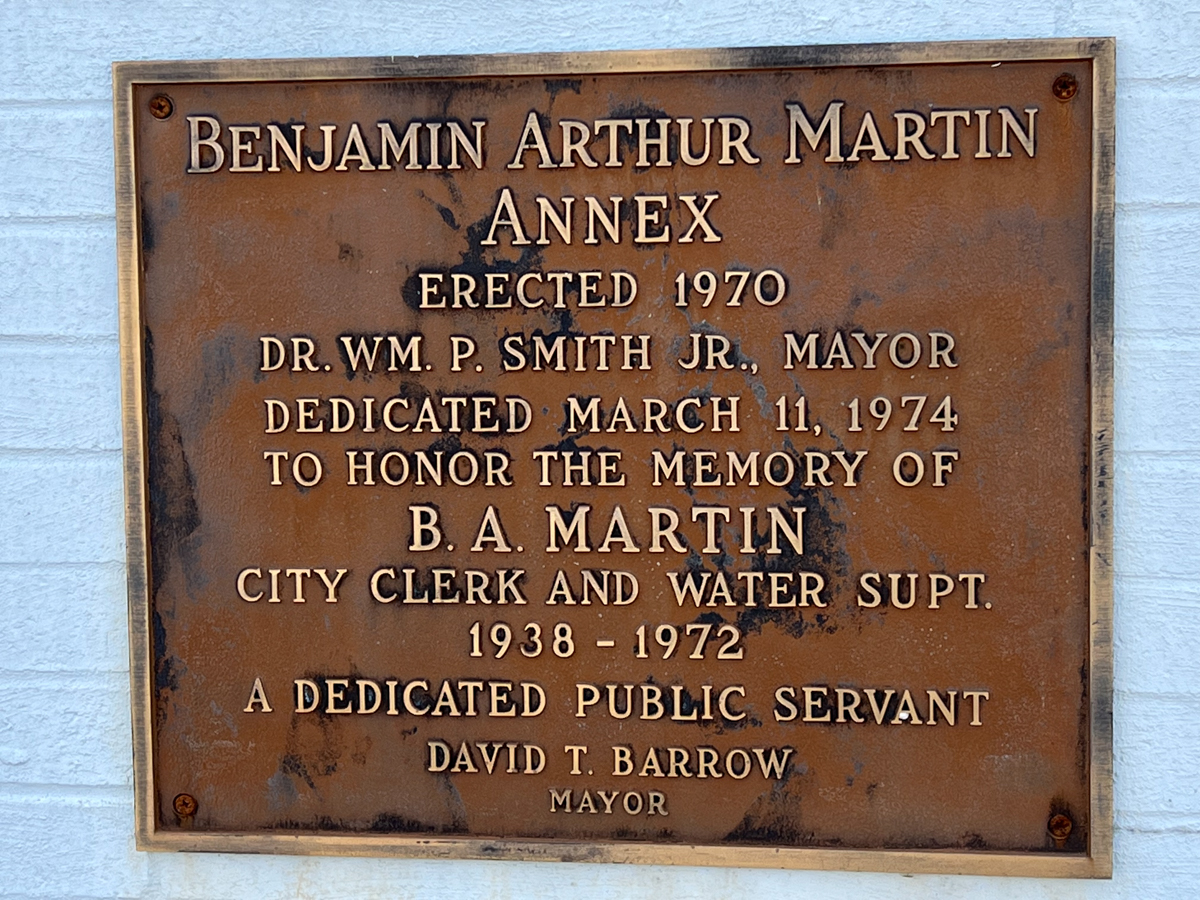 BENJAMIN ARTHUR MARTIN
ANNEX
ERECTED 1970
DR. WM. P. SMITH JR., MAYOR
DEDICATED MARCH 11, 1974
TO HONOR THE MEMORY OF
B. A. MARTIN
CITY CLERK AND WATER SUPT.
1938 - 1972
A DEDICATED PUBLIC SERVANT
DAVID T. BARROW
MAYOR